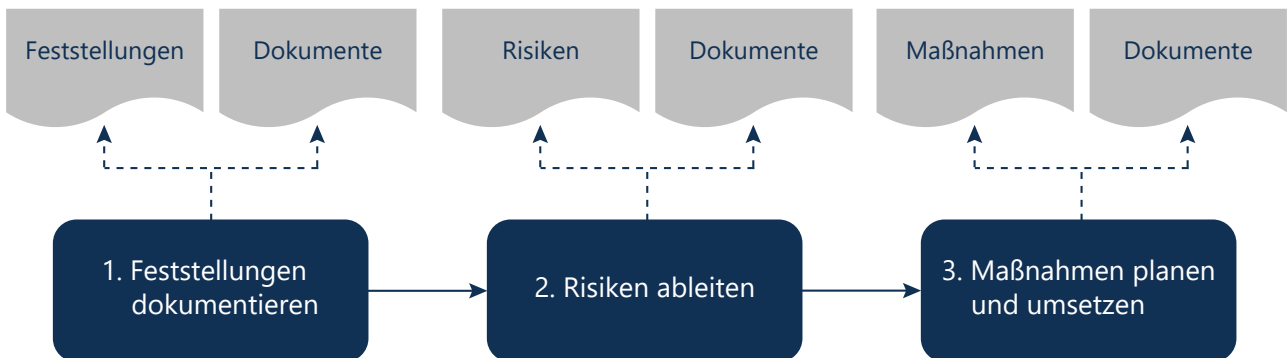 Feststellungen
Dokumente
Risiken
Dokumente
Maßnahmen
Dokumente
1. Feststellungen
dokumentieren
2. Risiken ableiten
3. Maßnahmen planen
und umsetzen